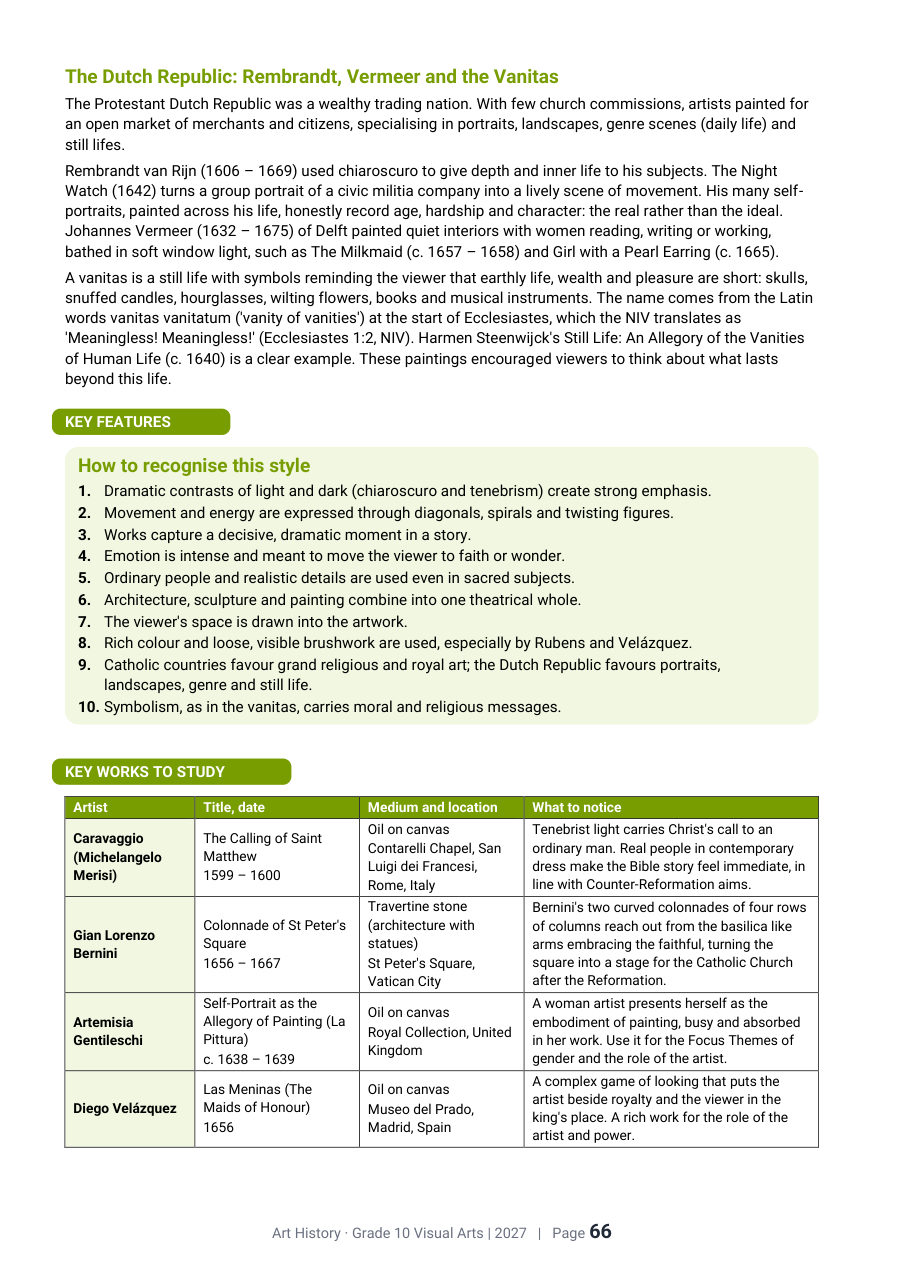 The Dutch Republic: Rembrandt, Vermeer and the Vanitas
The Protestant Dutch Republic was a wealthy trading nation. With few church commissions, artists painted for
an open market of merchants and citizens, specialising in portraits, landscapes, genre scenes (daily life) and
still lifes.
Rembrandt van Rijn (1606 – 1669) used chiaroscuro to give depth and inner life to his subjects. The Night
Watch (1642) turns a group portrait of a civic militia company into a lively scene of movement. His many self-
portraits, painted across his life, honestly record age, hardship and character: the real rather than the ideal.
Johannes Vermeer (1632 – 1675) of Delft painted quiet interiors with women reading, writing or working,
bathed in soft window light, such as The Milkmaid (c. 1657 – 1658) and Girl with a Pearl Earring (c. 1665).
A vanitas is a still life with symbols reminding the viewer that earthly life, wealth and pleasure are short: skulls,
snuffed candles, hourglasses, wilting flowers, books and musical instruments. The name comes from the Latin
words vanitas vanitatum ('vanity of vanities') at the start of Ecclesiastes, which the NIV translates as
'Meaningless! Meaningless!' (Ecclesiastes 1:2, NIV). Harmen Steenwijck's Still Life: An Allegory of the Vanities
of Human Life (c. 1640) is a clear example. These paintings encouraged viewers to think about what lasts
beyond this life.
KEY FEATURES
How to recognise this style
1. Dramatic contrasts of light and dark (chiaroscuro and tenebrism) create strong emphasis.
2. Movement and energy are expressed through diagonals, spirals and twisting figures.
3. Works capture a decisive, dramatic moment in a story.
4. Emotion is intense and meant to move the viewer to faith or wonder.
5. Ordinary people and realistic details are used even in sacred subjects.
6. Architecture, sculpture and painting combine into one theatrical whole.
7. The viewer's space is drawn into the artwork.
8. Rich colour and loose, visible brushwork are used, especially by Rubens and Velázquez.
9. Catholic countries favour grand religious and royal art; the Dutch Republic favours portraits,
landscapes, genre and still life.
10. Symbolism, as in the vanitas, carries moral and religious messages.
KEY WORKS TO STUDY
Artist
Title, date
Medium and location
What to notice
Caravaggio
(Michelangelo
Merisi)
The Calling of Saint
Matthew
1599 – 1600
Oil on canvas
Contarelli Chapel, San
Luigi dei Francesi,
Rome, Italy
Tenebrist light carries Christ's call to an
ordinary man. Real people in contemporary
dress make the Bible story feel immediate, in
line with Counter-Reformation aims.
Gian Lorenzo
Bernini
Colonnade of St Peter's
Square
1656 – 1667
Travertine stone
(architecture with
statues)
St Peter's Square,
Vatican City
Bernini's two curved colonnades of four rows
of columns reach out from the basilica like
arms embracing the faithful, turning the
square into a stage for the Catholic Church
after the Reformation.
Artemisia
Gentileschi
Self-Portrait as the
Allegory of Painting (La
Pittura)
c. 1638 – 1639
Oil on canvas
Royal Collection, United
Kingdom
A woman artist presents herself as the
embodiment of painting, busy and absorbed
in her work. Use it for the Focus Themes of
gender and the role of the artist.
Diego Velázquez
Las Meninas (The
Maids of Honour)
1656
Oil on canvas
Museo del Prado,
Madrid, Spain
A complex game of looking that puts the
artist beside royalty and the viewer in the
king's place. A rich work for the role of the
artist and power.
Art History · Grade 10 Visual Arts | 2027 | Page 66